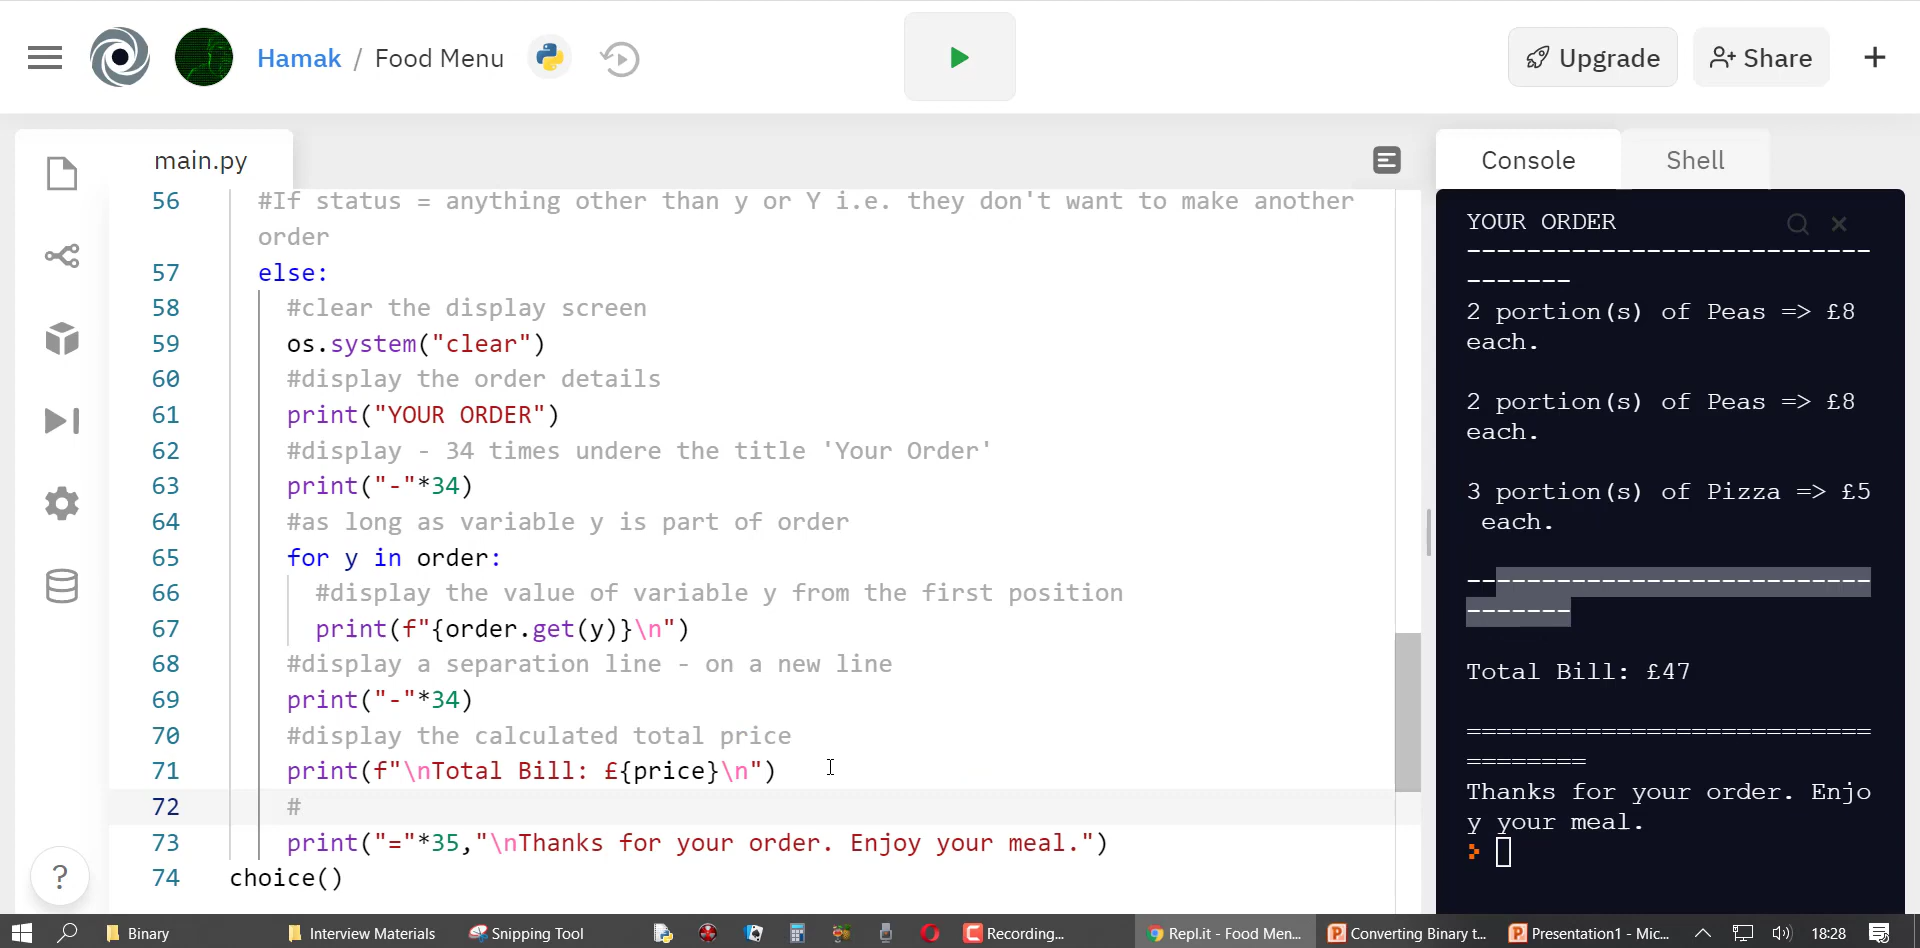 Hamak / Food Menu
Upgrade
Share
main.py
Console
Shell
56 #If status = anything other than y or Y i.e. they don't want to make another
order
57 else:
58 #clear the display screen
59 os.system("clear")
60 #display the order details
61 print("YOUR ORDER")
62 #display - 34 times undere the title 'Your Order'
63 print("-"*34)
64 #as long as variable y is part of order
65 for y in order:
66 #display the value of variable y from the first position
67 print(f"{order.get(y)}\n")
68 #display a separation line - on a new line
69 print("-"*34)
70 #display the calculated total price
71 print(f"\nTotal Bill: £{price}\n")
72 #
73 print("="*35,"\nThanks for your order. Enjoy your meal.")
74 choice()
YOUR ORDER
---------------------------
-------
2 portion(s) of Peas => £8
each.
2 portion(s) of Peas => £8
each.
3 portion(s) of Pizza => £5
each.
---------------------------
-------
Total Bill: £47
===========================
========
Thanks for your order. Enjo
y your meal.
?
Binary
Interview Materials
Snipping Tool
Recording...
Repl.it - Food Men...
Converting Binary t...
Presentation1 - Mic...
18:28